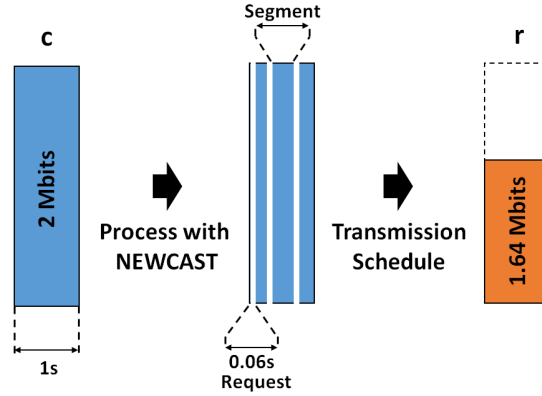 Segment
c
r
2 Mbits
Process with
NEWCAST
Transmission
Schedule
1.64 Mbits
1s
0.06s
Request